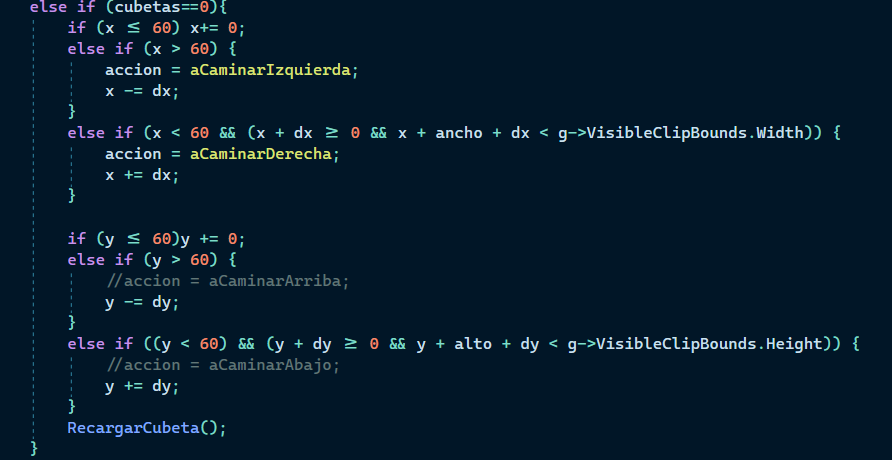 else if (cubetas==0){
if (x ≤ 60) x+= 0;
else if (x > 60) {
accion = aCaminarIzquierda;
x -= dx;
}
else if (x < 60 && (x + dx ≥ 0 && x + ancho + dx < g->VisibleClipBounds.Width)) {
accion = aCaminarDerecha;
x += dx;
}
if (y ≤ 60)y += 0;
else if (y > 60) {
//accion = aCaminarArriba;
y -= dy;
}
else if ((y < 60) && (y + dy ≥ 0 && y + alto + dy < g->VisibleClipBounds.Height)) {
//accion = aCaminarAbajo;
y += dy;
}
RecargarCubeta();
}